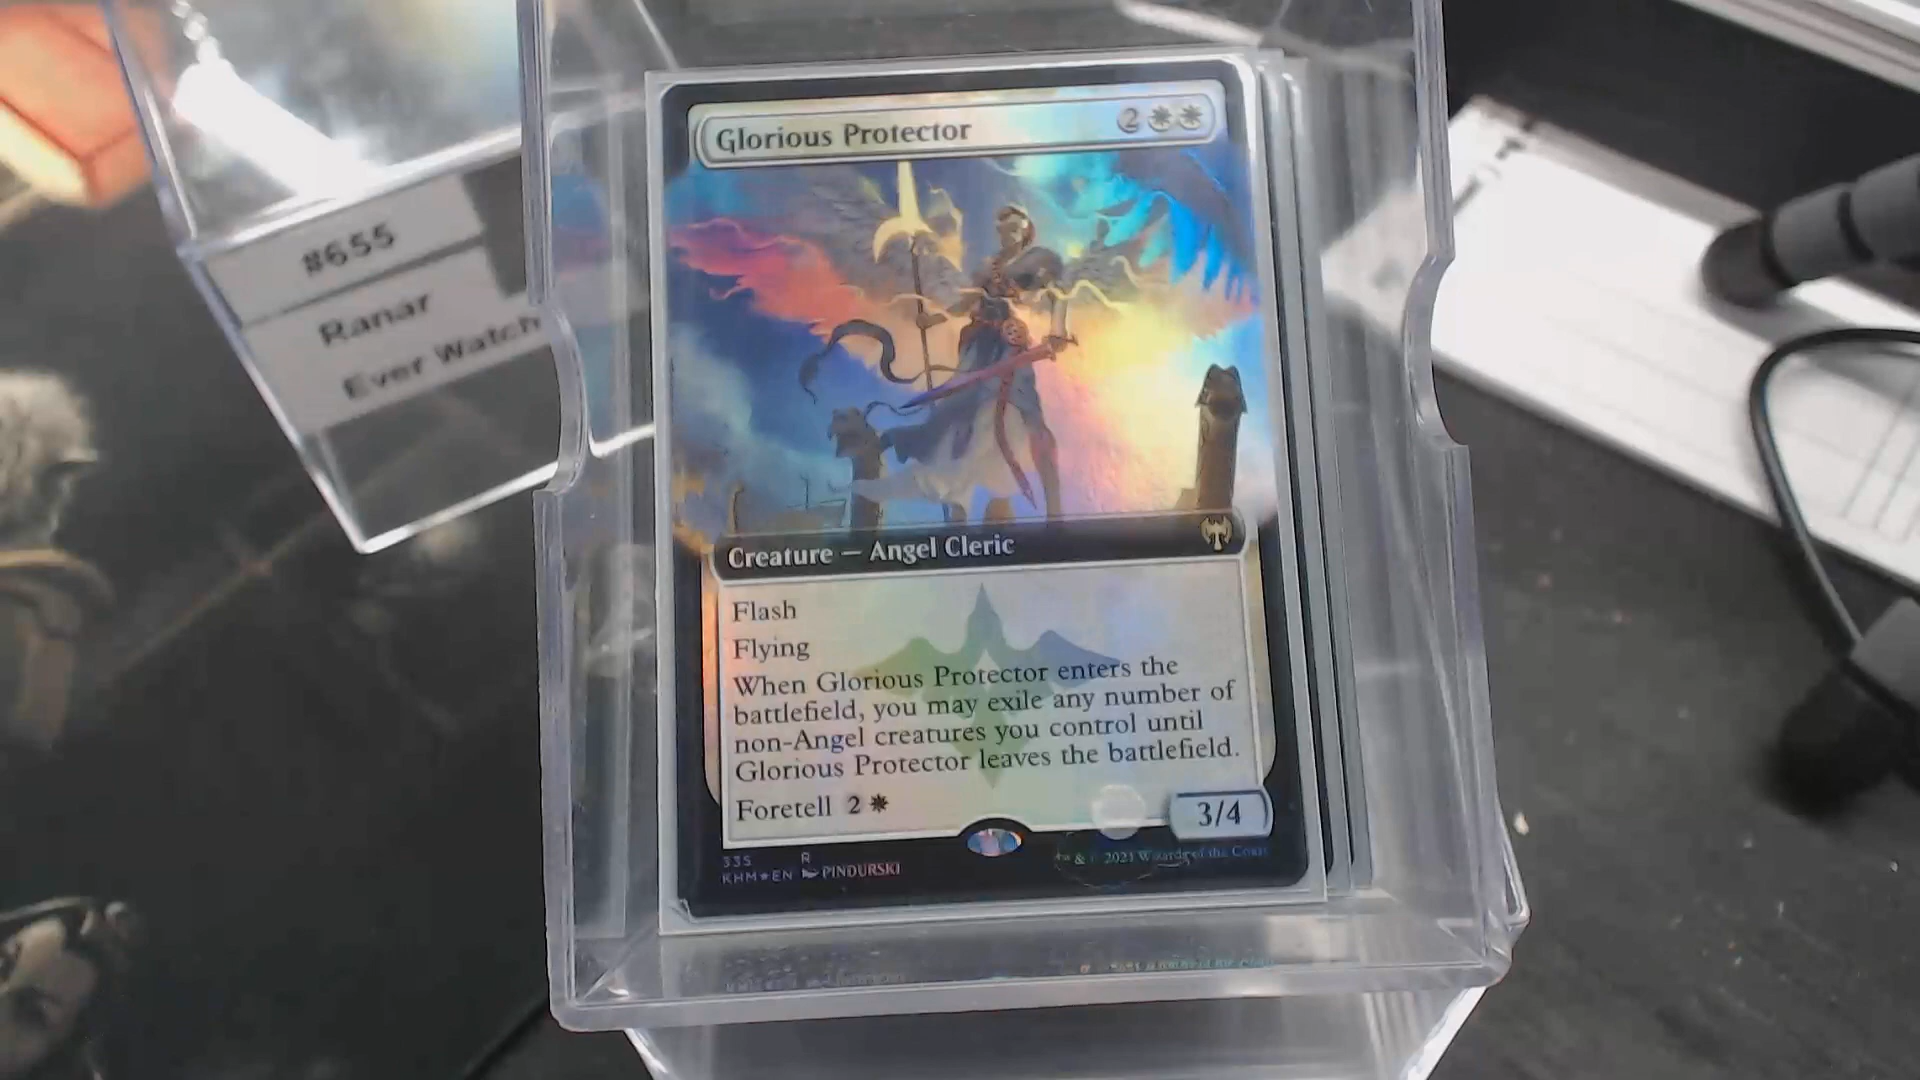 #655
Ranar
Ever Watch
Glorious Protector 2
Creature — Angel Cleric
Flash
Flying
When Glorious Protector enters the
battlefield, you may exile any number of
non-Angel creatures you control until
Glorious Protector leaves the battlefield.
Foretell 2
3/4
335 R
KHM★EN PINDURSKI
& © 2021 Wizards of the Coast